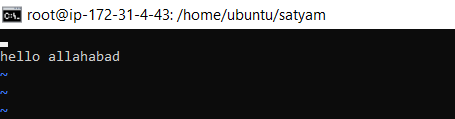 C:\. root@ip-172-31-4-43: /home/ubuntu/satyam
hello allahabad
~
~
~